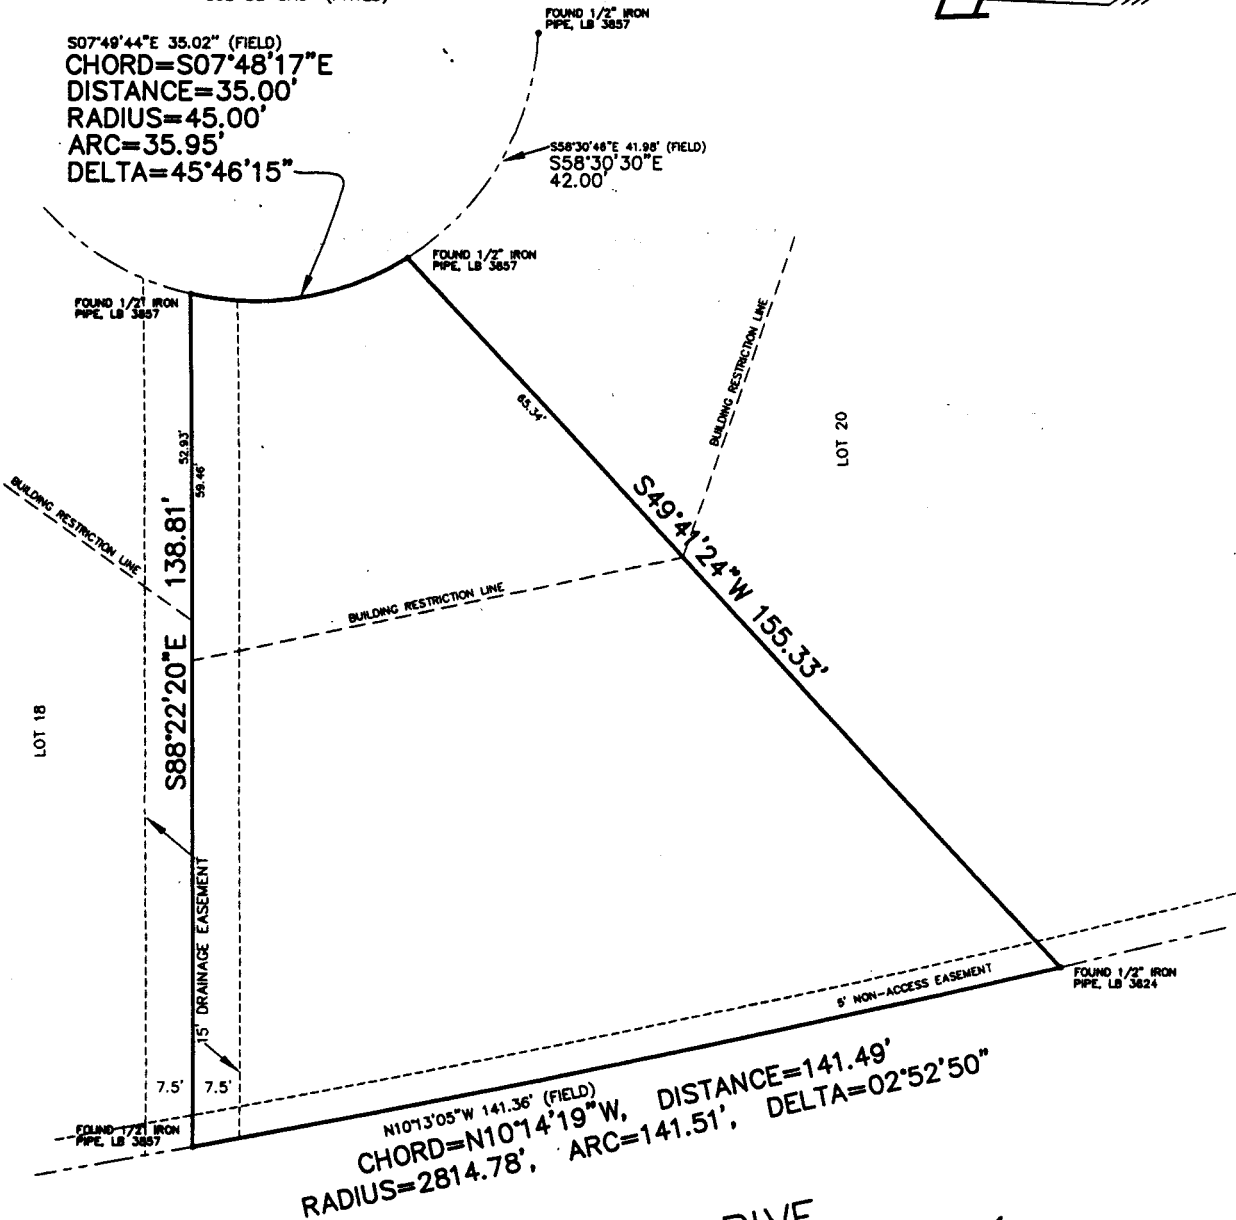 FOUND 1/2" IRON
PIPE, LB 3857
S07°49'44"E 35.02" (FIELD)
CHORD=S07°48'17"E
DISTANCE=35.00'
RADIUS=45.00'
ARC=35.95'
DELTA=45°46'15"
S58°30'46"E 41.98' (FIELD)
S58°30'30"E
42.00'
FOUND 1/2" IRON
PIPE, LB 3857
FOUND 1/2" IRON
PIPE, LB 3857
BUILDING RESTRICTION LINE
65.34'
LOT 20
52.93'
59.46'
BUILDING RESTRICTION LINE
S88°22'20"E 138.81'
S49°41'24"W 155.33'
BUILDING RESTRICTION LINE
LOT 18
15' DRAINAGE EASEMENT
5' NON-ACCESS EASEMENT
FOUND 1/2" IRON
PIPE, LB 3624
7.5' 7.5'
FOUND 1/2" IRON
PIPE, LB 3857
N10°13'05"W 141.36' (FIELD)
CHORD=N10°14'19"W, DISTANCE=141.49'
RADIUS=2814.78', ARC=141.51', DELTA=02°52'50"
DRIVE